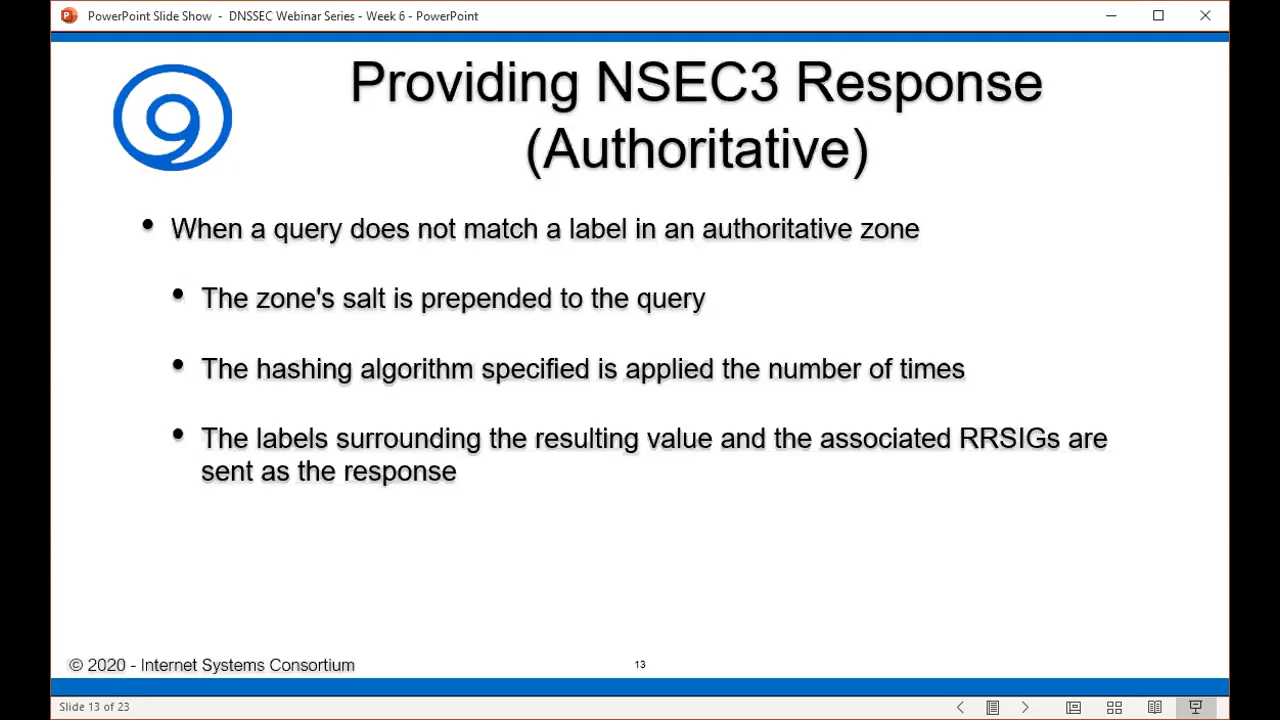 PowerPoint Slide Show - DNSSEC Webinar Series - Week 6 - PowerPoint
Providing NSEC3 Response
(Authoritative)
• When a query does not match a label in an authoritative zone
• The zone's salt is prepended to the query
• The hashing algorithm specified is applied the number of times
• The labels surrounding the resulting value and the associated RRSIGs are
sent as the response
© 2020 - Internet Systems Consortium
13
Slide 13 of 23